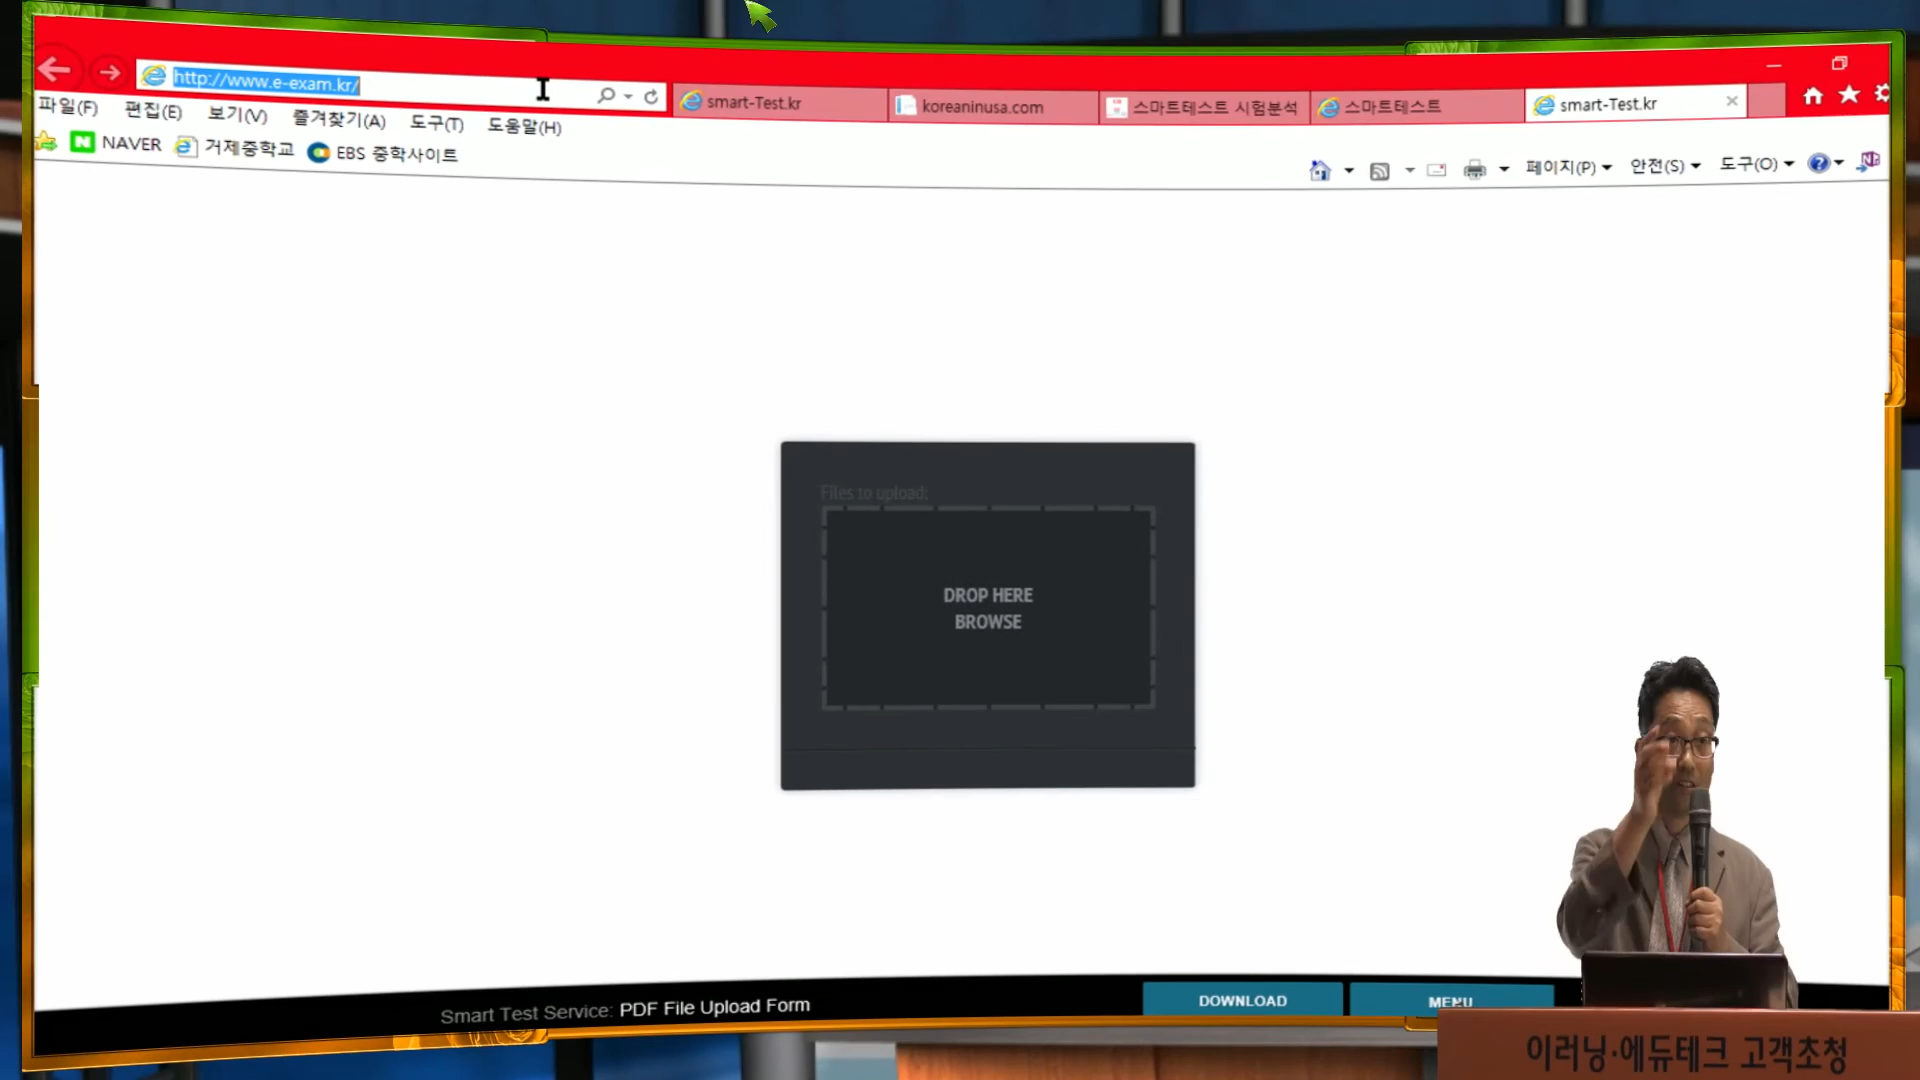 http://www.e-exam.kr/
smart-Test.kr
koreaninusa.com
스마트테스트 시험분석
스마트테스트
smart-Test.kr
파일(F) 편집(E) 보기(V) 즐겨찾기(A) 도구(T) 도움말(H)
NAVER 거제중학교 EBS 중학사이트
페이지(P) 안전(S) 도구(O)
Files to upload:
DROP HERE
BROWSE
Smart Test Service: PDF File Upload Form
DOWNLOAD
MENU
이러닝·에듀테크 고객초청